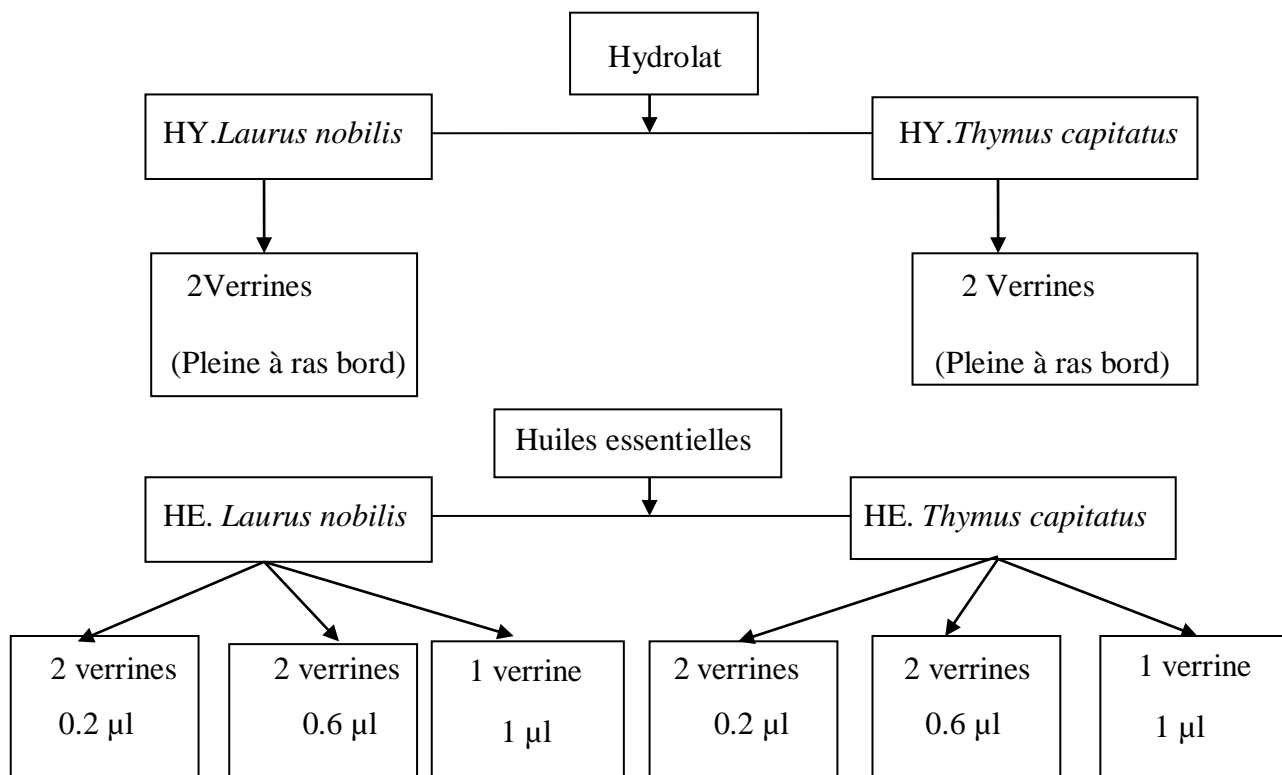 Hydrolat
HY.Laurus nobilis
HY.Thymus capitatus
2Verrines
(Pleine à ras bord)
2 Verrines
(Pleine à ras bord)
Huiles essentielles
HE. Laurus nobilis
HE. Thymus capitatus
2 verrines
0.2 µl
2 verrines
0.6 µl
1 verrine
1 µl
2 verrines
0.2 µl
2 verrines
0.6 µl
1 verrine
1 µl